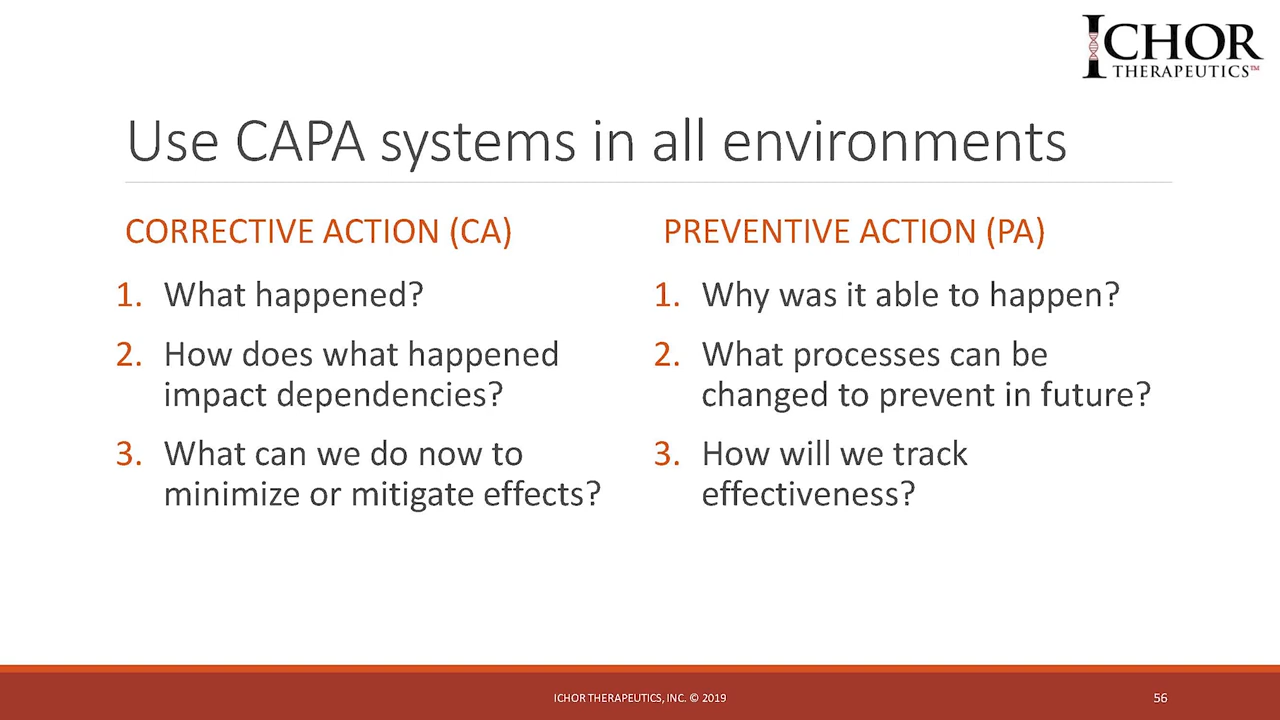 ICHOR
THERAPEUTICS™
Use CAPA systems in all environments
CORRECTIVE ACTION (CA)
1. What happened?
2. How does what happened
impact dependencies?
3. What can we do now to
minimize or mitigate effects?
PREVENTIVE ACTION (PA)
1. Why was it able to happen?
2. What processes can be
changed to prevent in future?
3. How will we track
effectiveness?
ICHOR THERAPEUTICS, INC. © 2019
56